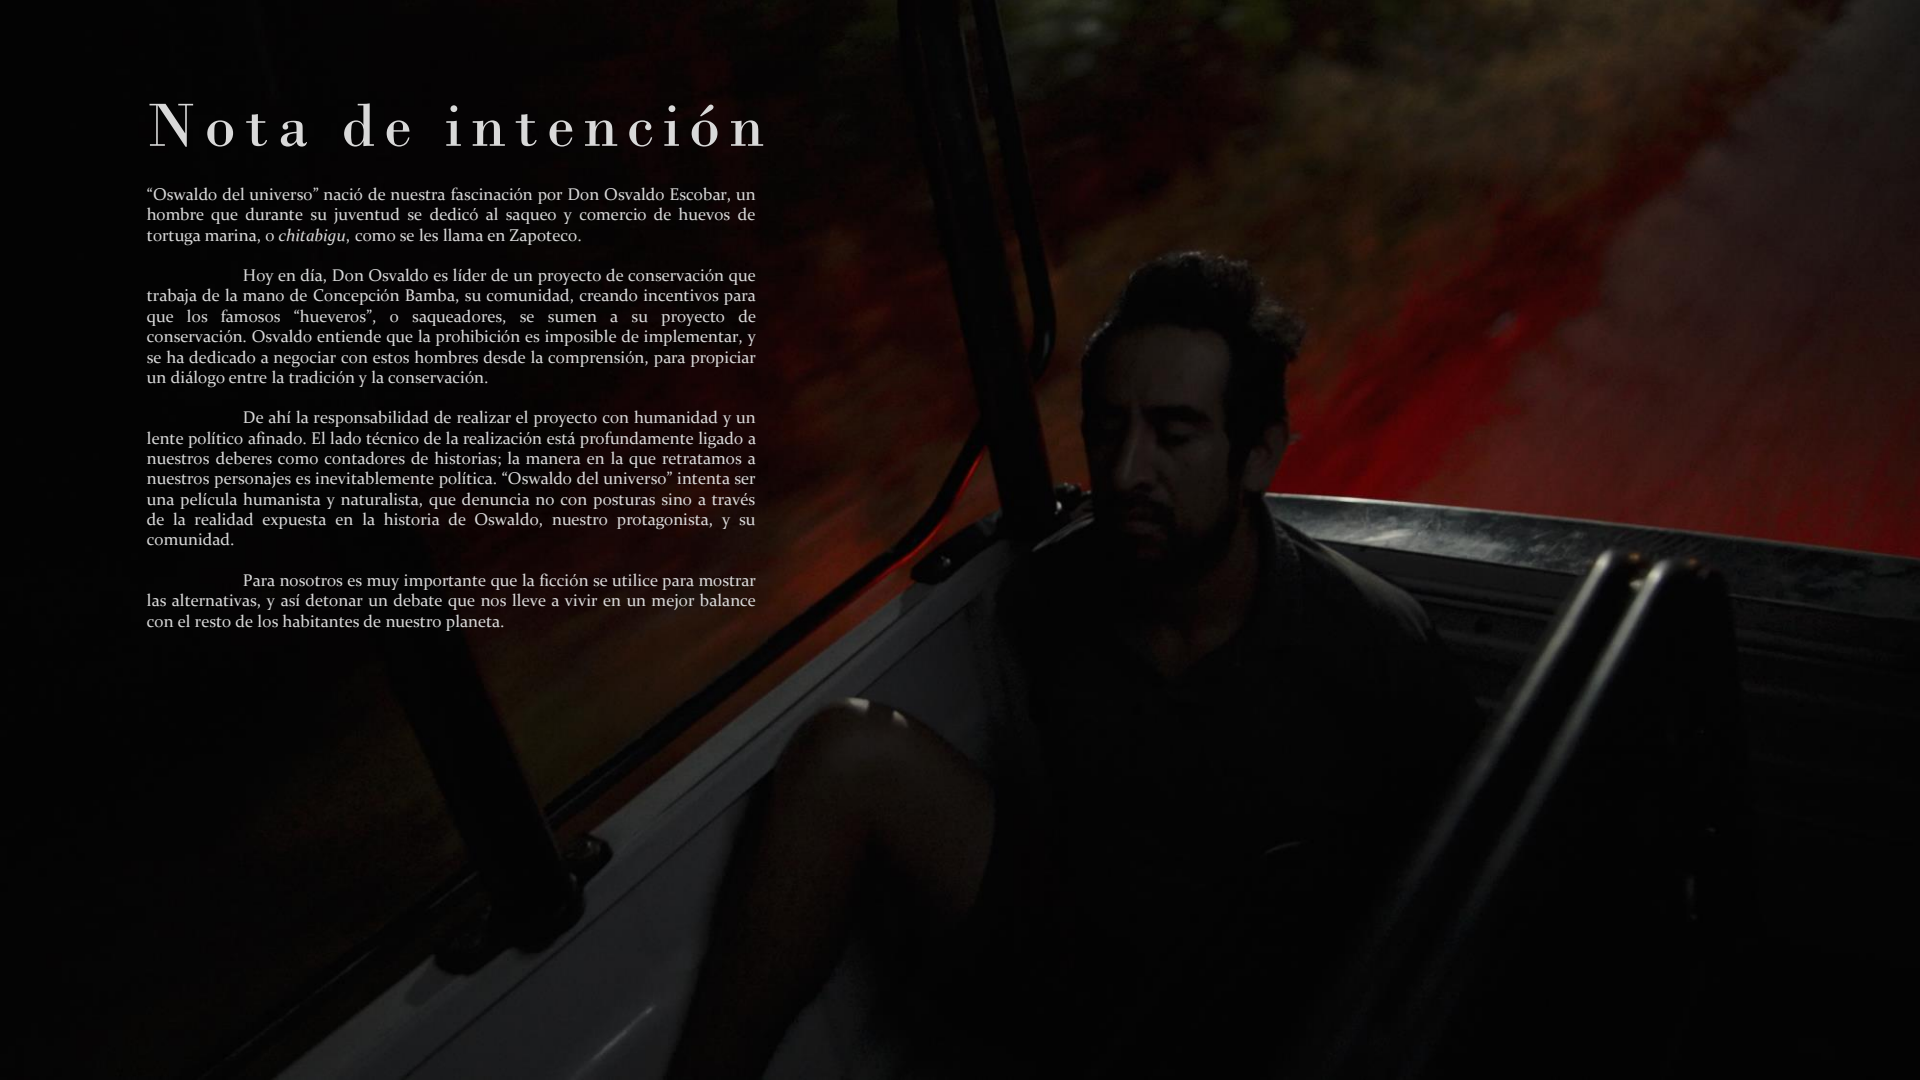 Nota de intención
“Oswaldo del universo” nació de nuestra fascinación por Don Osvaldo Escobar, un
hombre que durante su juventud se dedicó al saqueo y comercio de huevos de
tortuga marina, o chitabigu, como se les llama en Zapoteco.
Hoy en día, Don Osvaldo es líder de un proyecto de conservación que
trabaja de la mano de Concepción Bamba, su comunidad, creando incentivos para
que los famosos “hueveros”, o saqueadores, se sumen a su proyecto de
conservación. Osvaldo entiende que la prohibición es imposible de implementar, y
se ha dedicado a negociar con estos hombres desde la comprensión, para propiciar
un diálogo entre la tradición y la conservación.
De ahí la responsabilidad de realizar el proyecto con humanidad y un
lente político afinado. El lado técnico de la realización está profundamente ligado a
nuestros deberes como contadores de historias; la manera en la que retratamos a
nuestros personajes es inevitablemente política. “Oswaldo del universo” intenta ser
una película humanista y naturalista, que denuncia no con posturas sino a través
de la realidad expuesta en la historia de Oswaldo, nuestro protagonista, y su
comunidad.
Para nosotros es muy importante que la ficción se utilice para mostrar
las alternativas, y así detonar un debate que nos lleve a vivir en un mejor balance
con el resto de los habitantes de nuestro planeta.